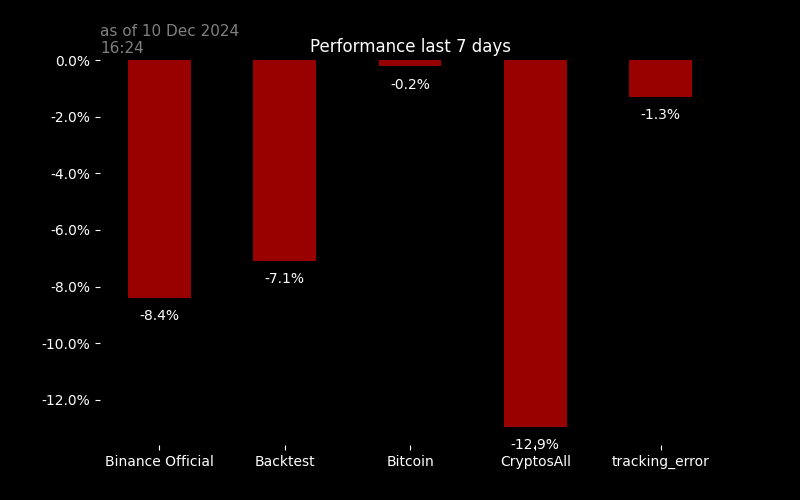 as of 10 Dec 2024
16:24
Performance last 7 days
0.0%
-2.0%
-4.0%
-6.0%
-8.0%
-10.0%
-12.0%
-8.4%
-7.1%
-0.2%
-12.9%
-1.3%
Binance Official
Backtest
Bitcoin
CryptosAll
tracking_error